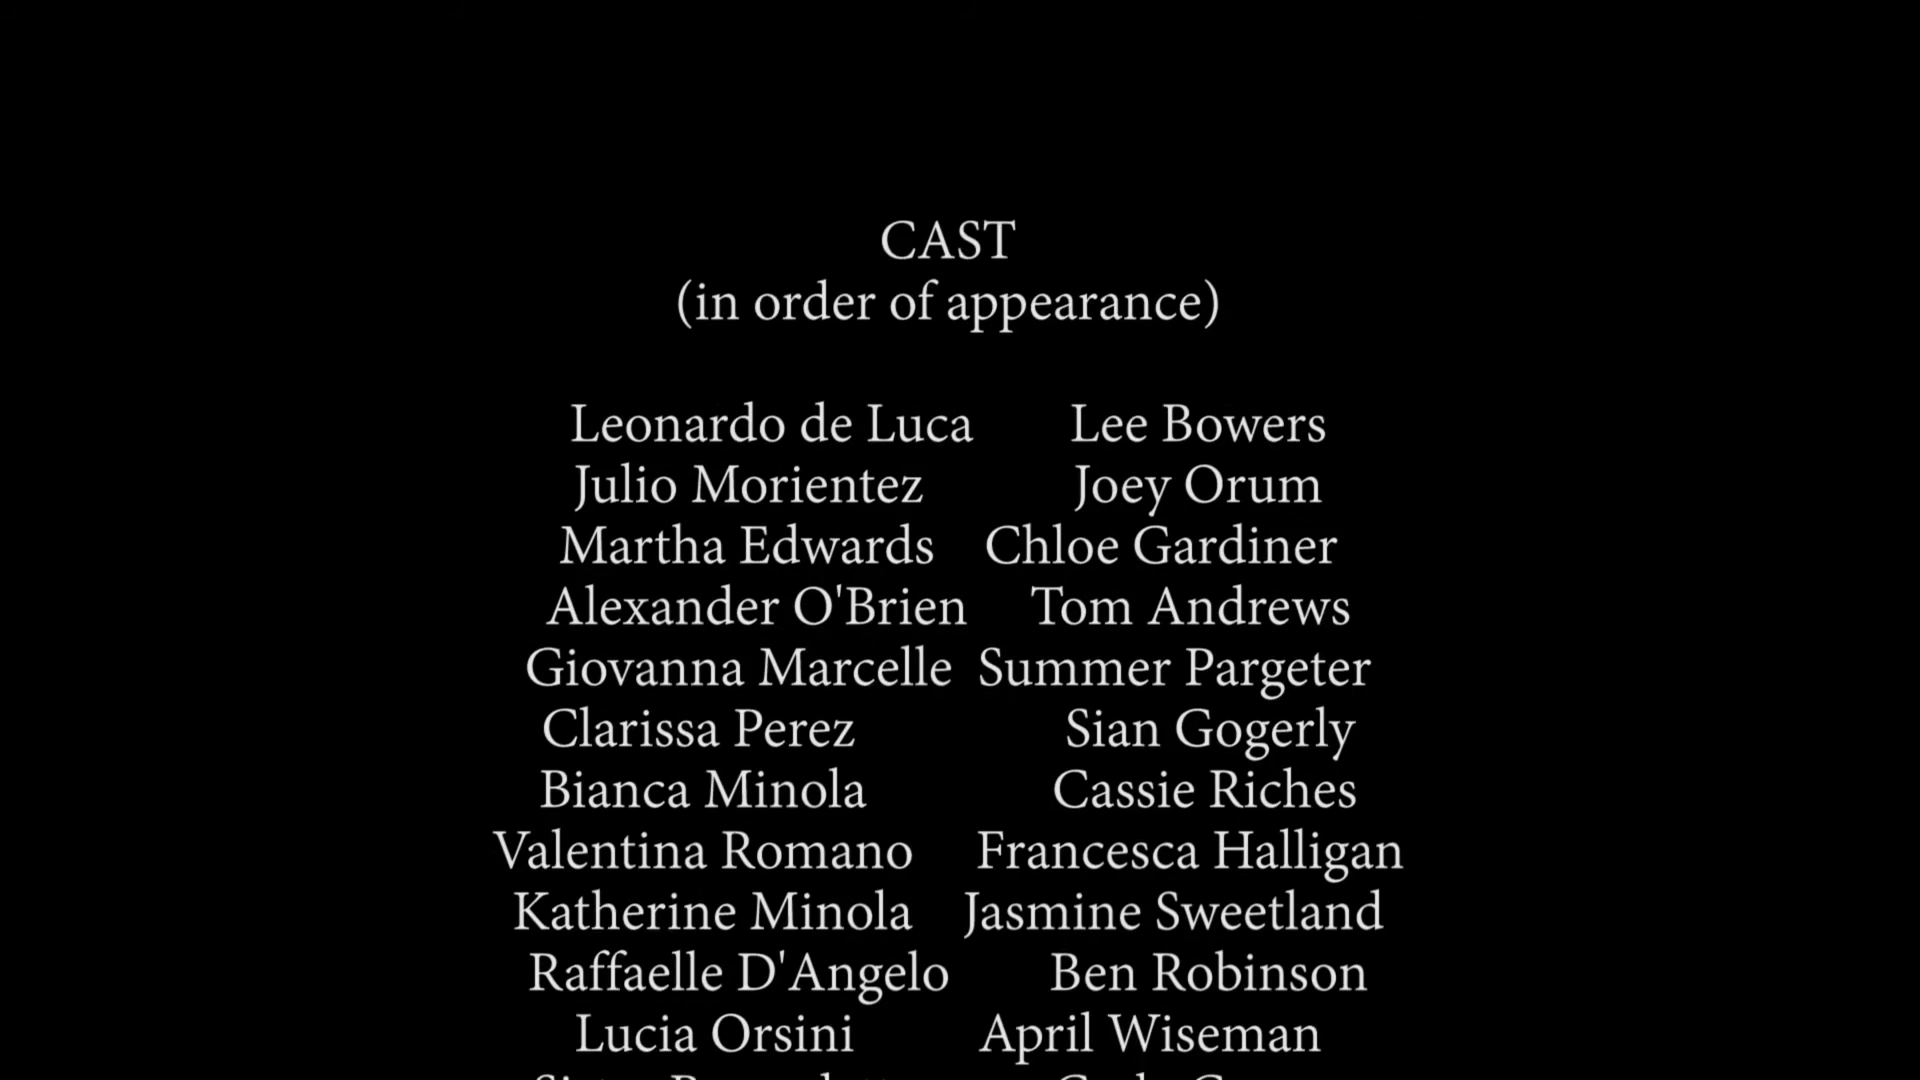 CAST
(in order of appearance)
Leonardo de Luca Lee Bowers
Julio Morientez Joey Orum
Martha Edwards Chloe Gardiner
Alexander O'Brien Tom Andrews
Giovanna Marcelle Summer Pargeter
Clarissa Perez Sian Gogerly
Bianca Minola Cassie Riches
Valentina Romano Francesca Halligan
Katherine Minola Jasmine Sweetland
Raffaelle D'Angelo Ben Robinson
Lucia Orsini April Wiseman